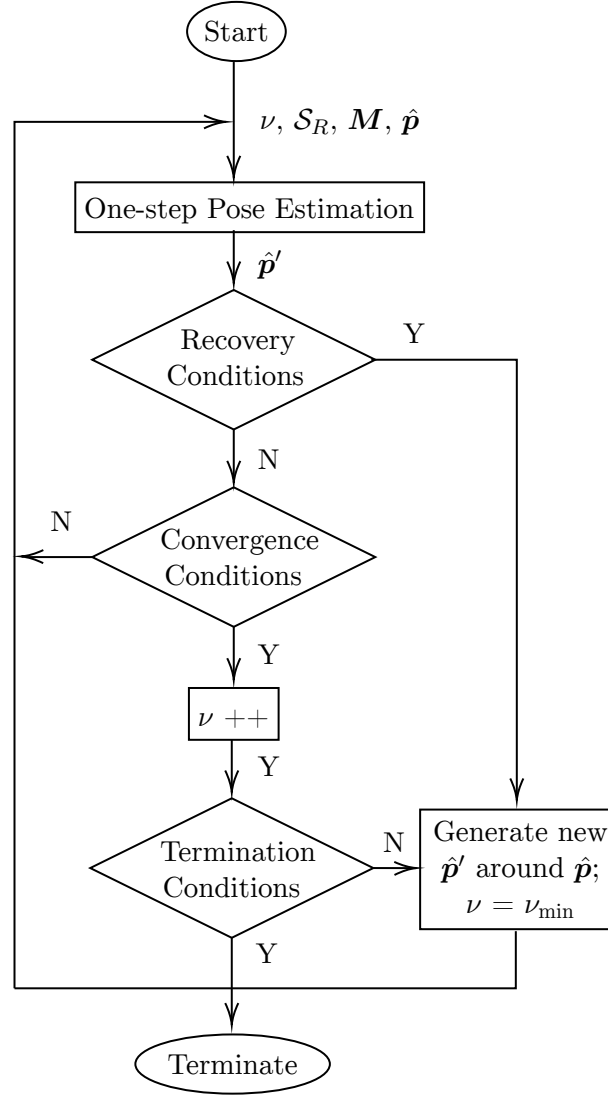 Start
ν, 𝒮_R, 𝑴, 𝒑̂
One-step Pose Estimation
𝒑̂′
Recovery
Conditions
Y
N
Convergence
Conditions
N
Y
ν ++
Y
Termination
Conditions
N
Generate new
𝒑̂′ around 𝒑̂;
ν = ν_min
Y
Terminate